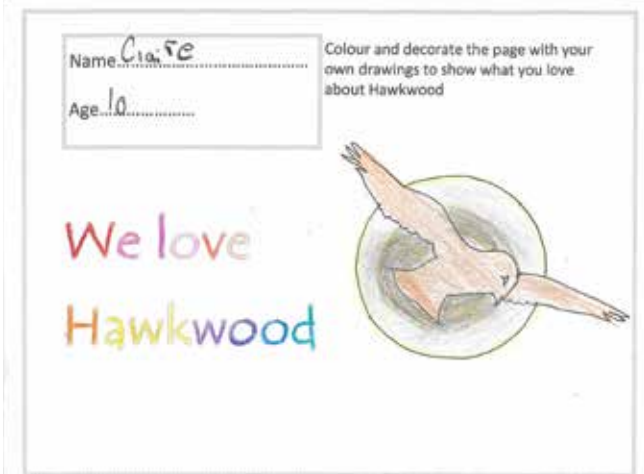 Name Claire
Age 10
Colour and decorate the page with your
own drawings to show what you love
about Hawkwood
We love
Hawkwood